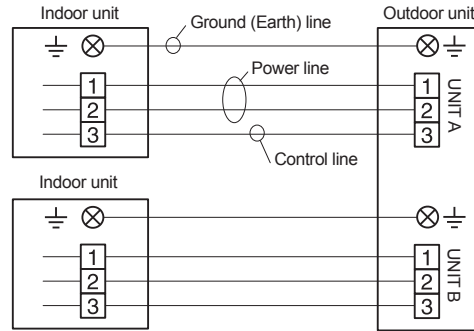 Indoor unit
Outdoor unit
Ground (Earth) line
Power line
1
2
3
1
2
3
UNIT A
Control line
Indoor unit
1
2
3
1
2
3
UNIT B